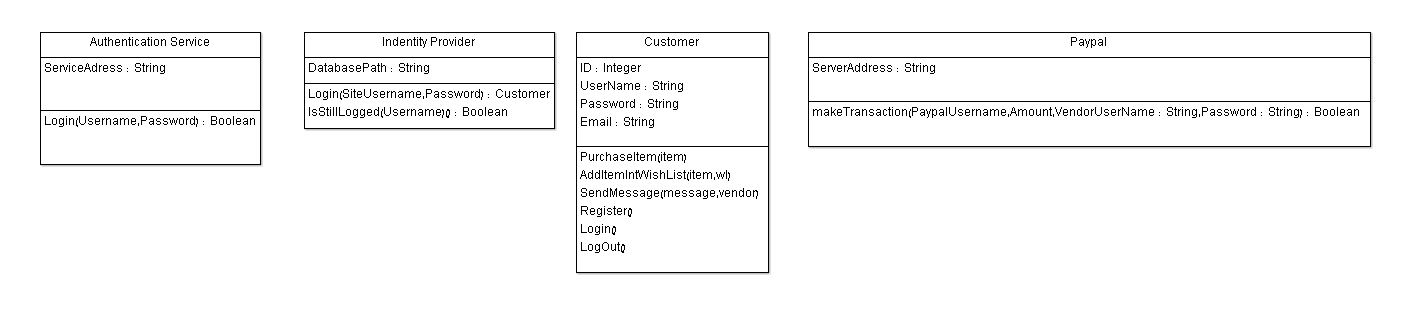 Authentication Service
ServiceAdress : String
Login(Username,Password) : Boolean
Indentity Provider
DatabasePath : String
Login(SiteUsername,Password) : Customer
IsStillLogged(Username)() : Boolean
Customer
ID : Integer
UserName : String
Password : String
Email : String
PurchaseItem(item)
AddItemIntWishList(item,wl)
SendMessage(message,vendor)
Register()
Login()
LogOut()
Paypal
ServerAddress : String
makeTransaction(PaypalUsername,Amount,VendorUserName : String,Password : String) : Boolean